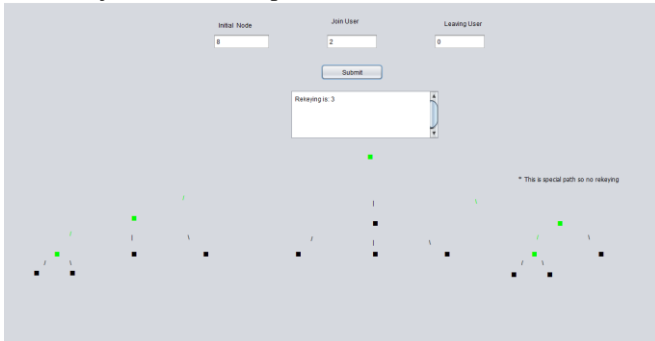 Initial Node
Join User
Leaving User
8
2
0
Submit
Rekeying is: 3
* This is special path so no rekeying